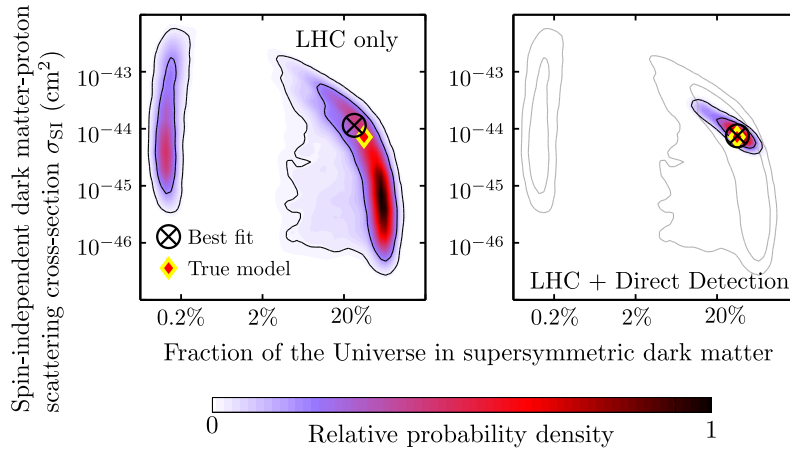 Spin-independent dark matter-proton
scattering cross-section σ_SI (cm²)
LHC only
10⁻⁴³
10⁻⁴⁴
10⁻⁴⁵
10⁻⁴⁶
Best fit
True model
0.2%
2%
20%
10⁻⁴³
10⁻⁴⁴
10⁻⁴⁵
10⁻⁴⁶
LHC + Direct Detection
0.2%
2%
20%
Fraction of the Universe in supersymmetric dark matter
0
Relative probability density
1